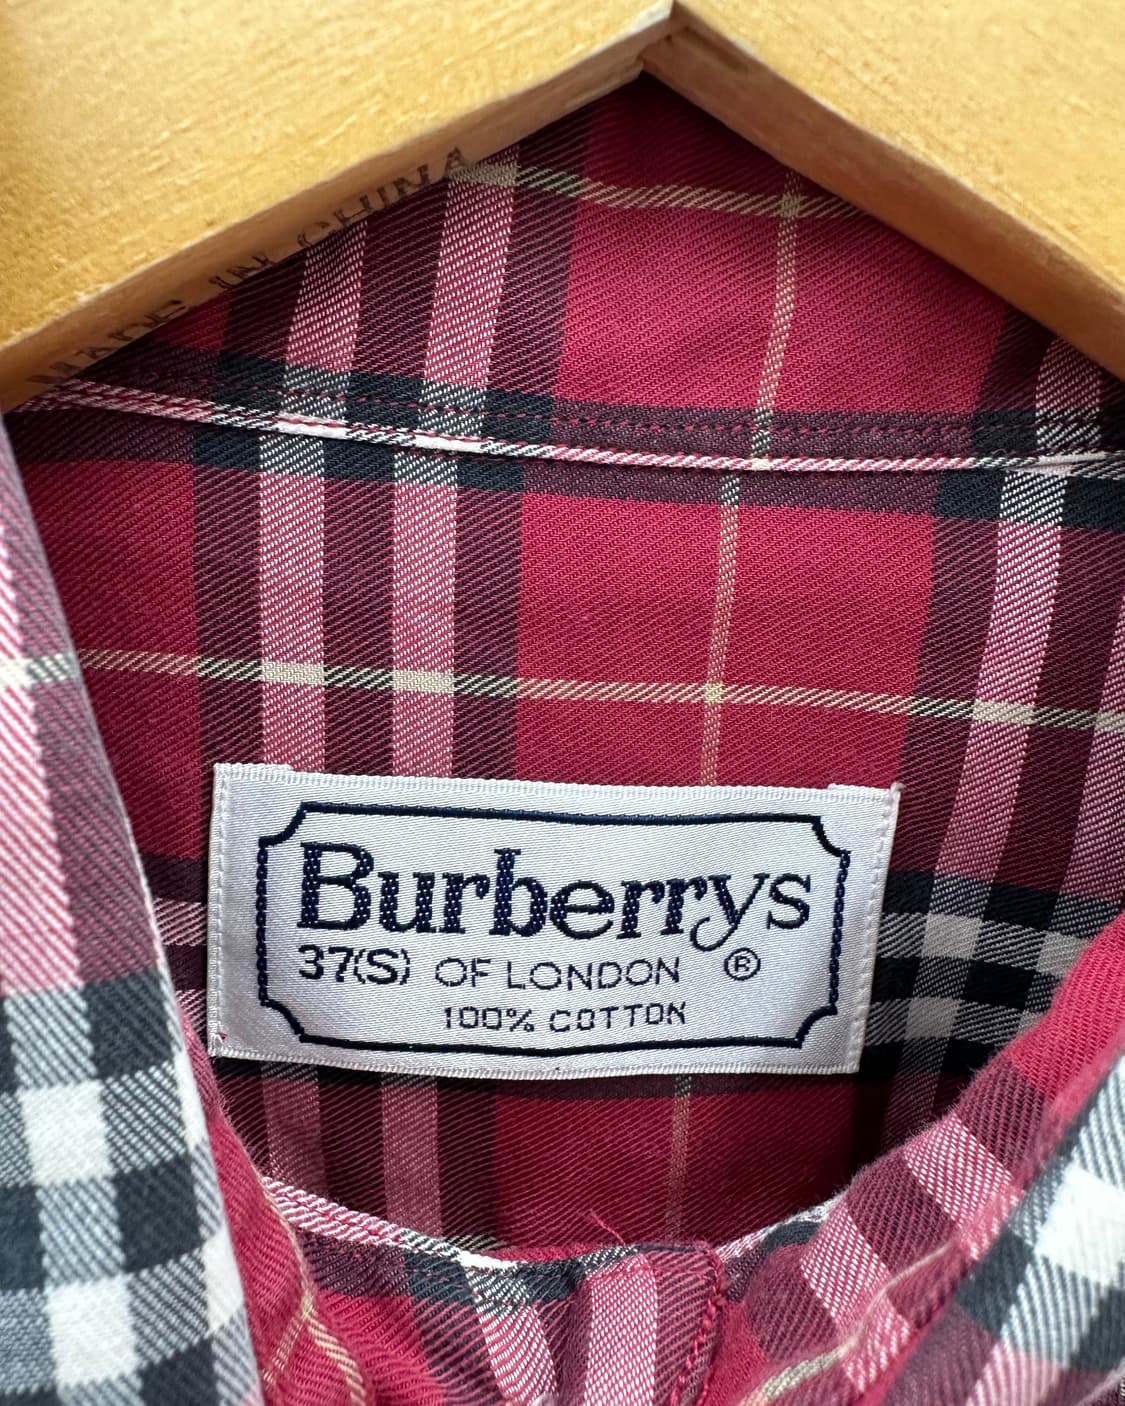 MADE IN CHINA
Burberrys
37(S) OF LONDON ®
100% COTTON